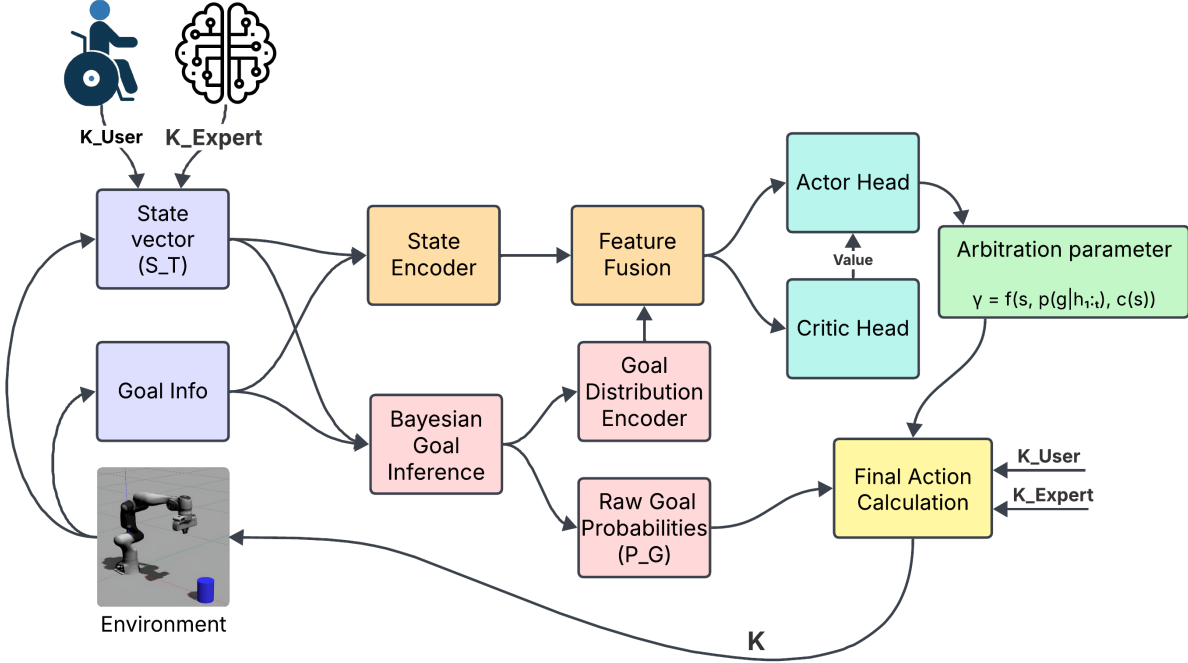 K_User
K_Expert
State
vector
(S_T)
State
Encoder
Feature
Fusion
Actor Head
Value
Critic Head
Arbitration parameter
γ = f(s, p(g|h₁:ₜ), c(s))
Goal Info
Bayesian
Goal
Inference
Goal
Distribution
Encoder
Raw Goal
Probabilities
(P_G)
Final Action
Calculation
K_User
K_Expert
Environment
K